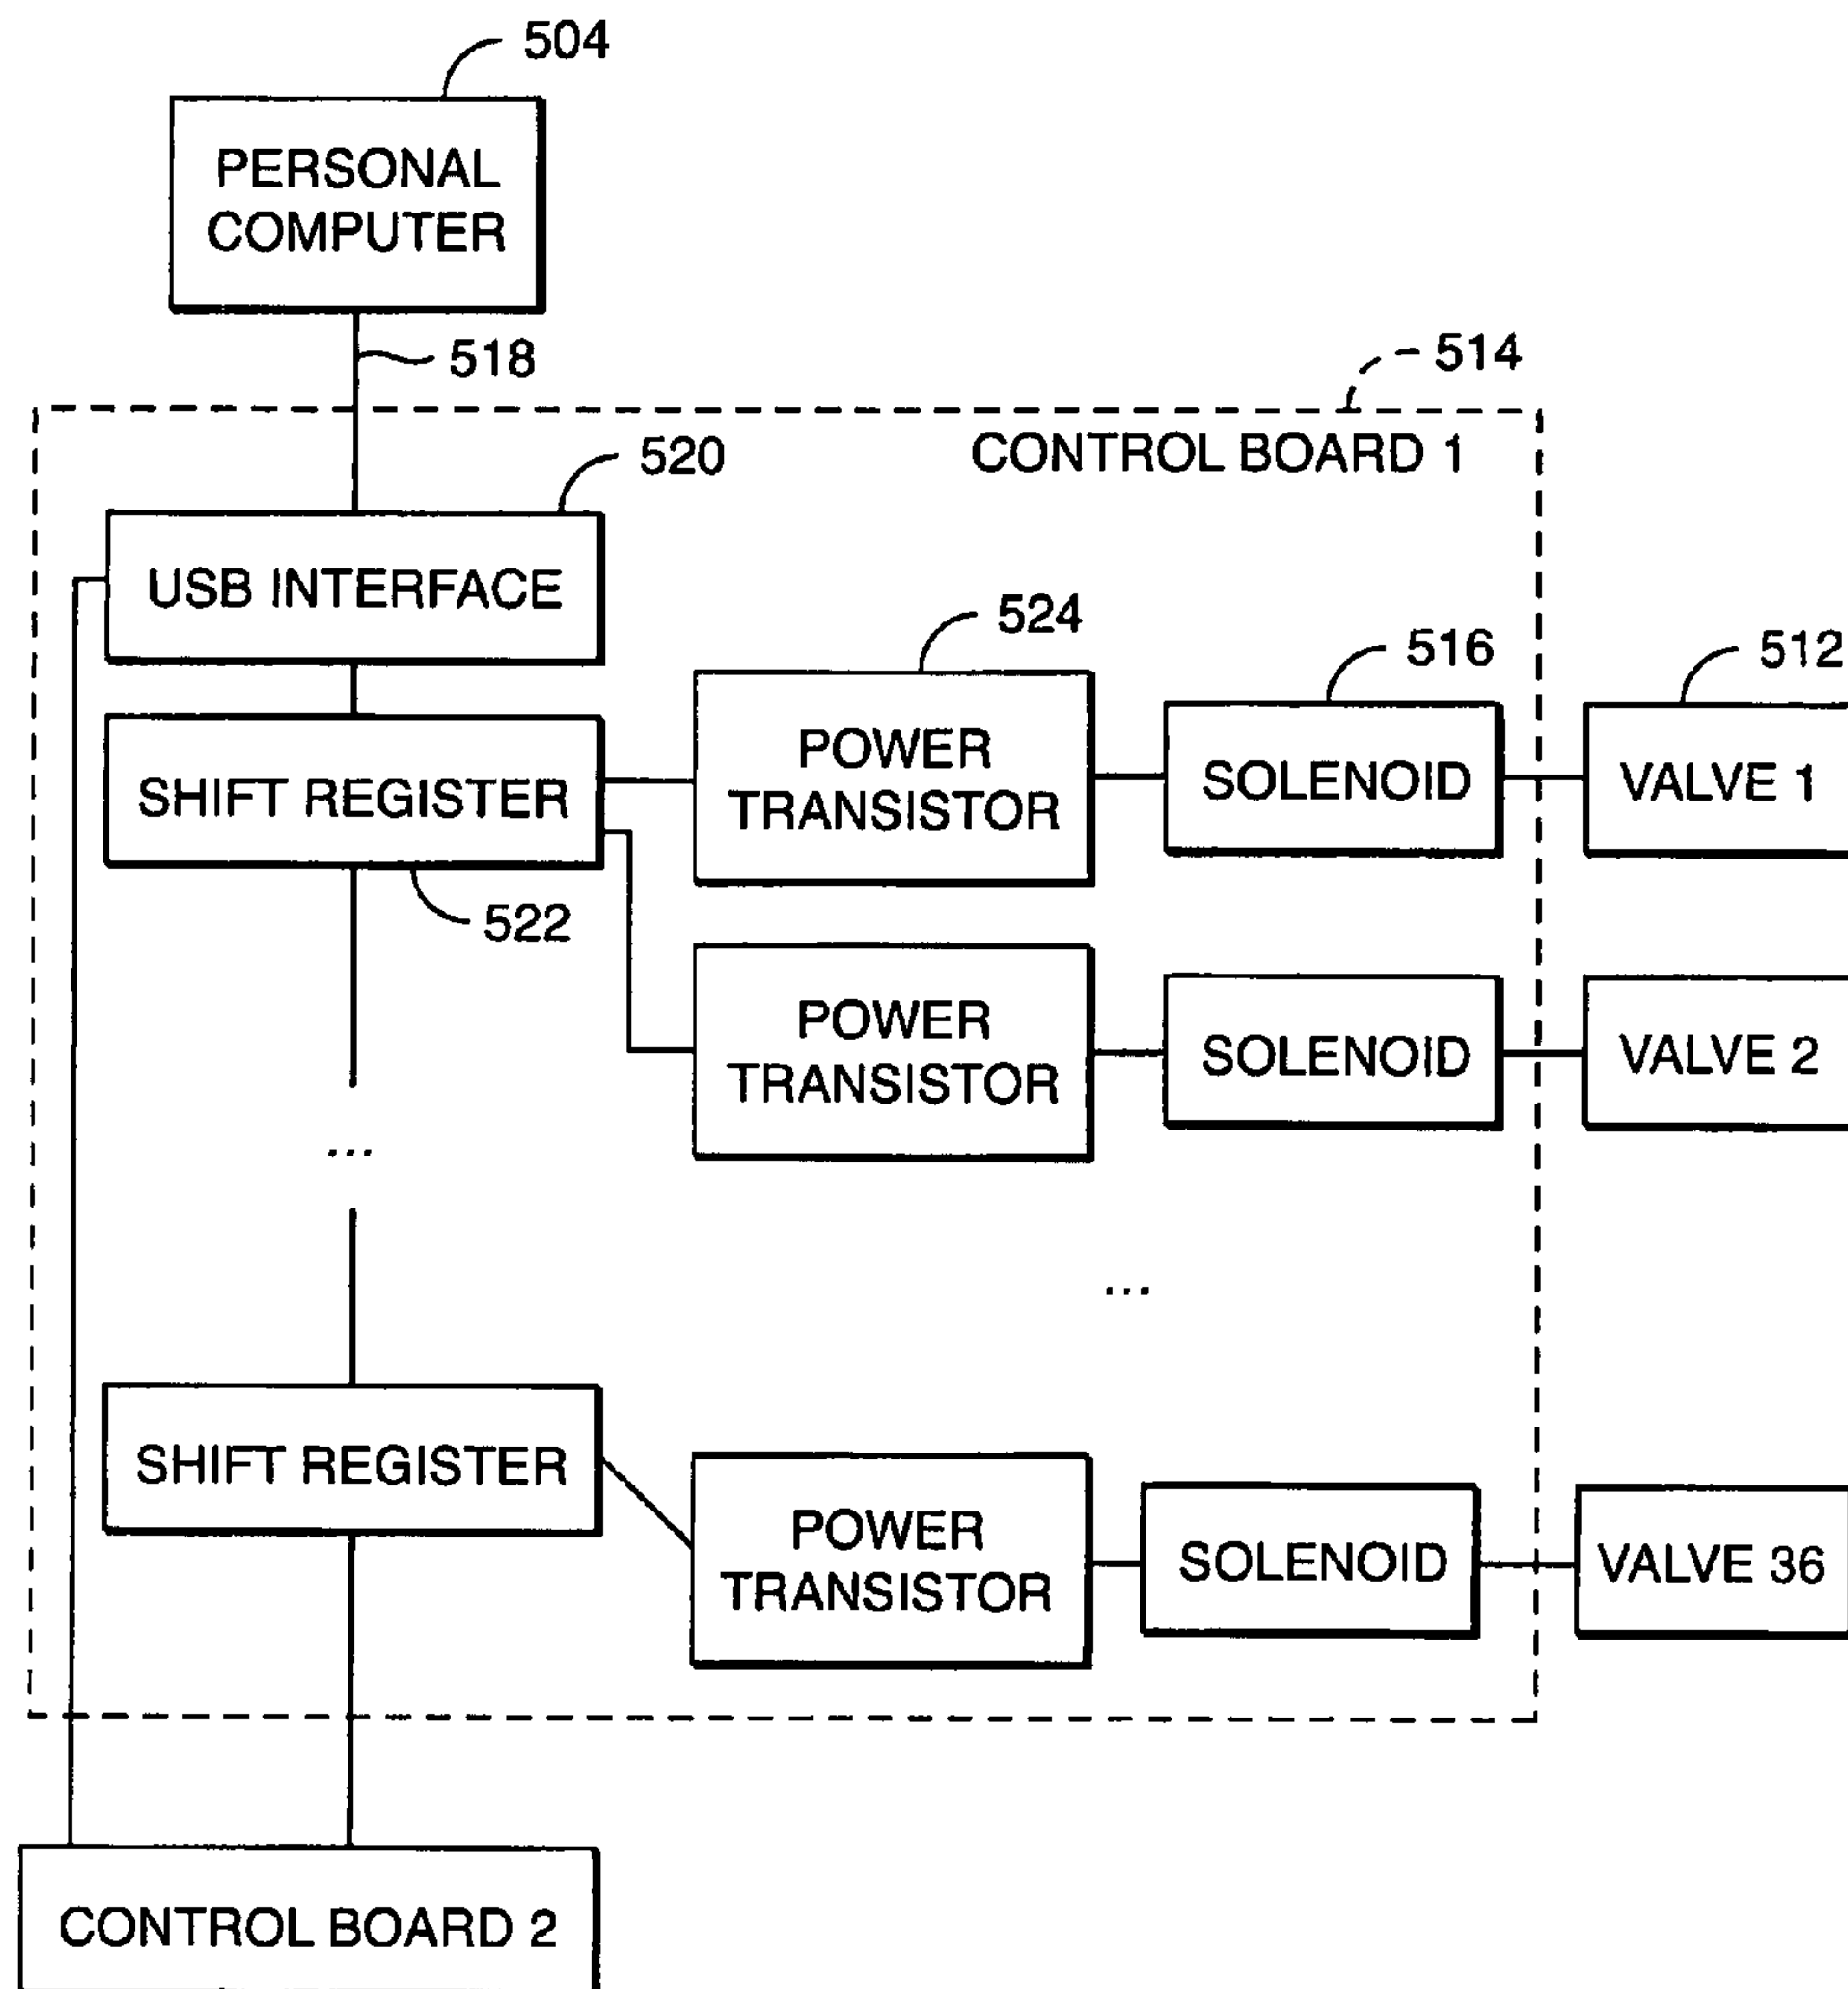 504
PERSONAL
COMPUTER
518
514
CONTROL BOARD 1
520
USB INTERFACE
524
516
512
POWER
TRANSISTOR
SOLENOID
VALVE 1
SHIFT REGISTER
522
POWER
TRANSISTOR
SOLENOID
VALVE 2
...
...
SHIFT REGISTER
POWER
TRANSISTOR
SOLENOID
VALVE 36
CONTROL BOARD 2